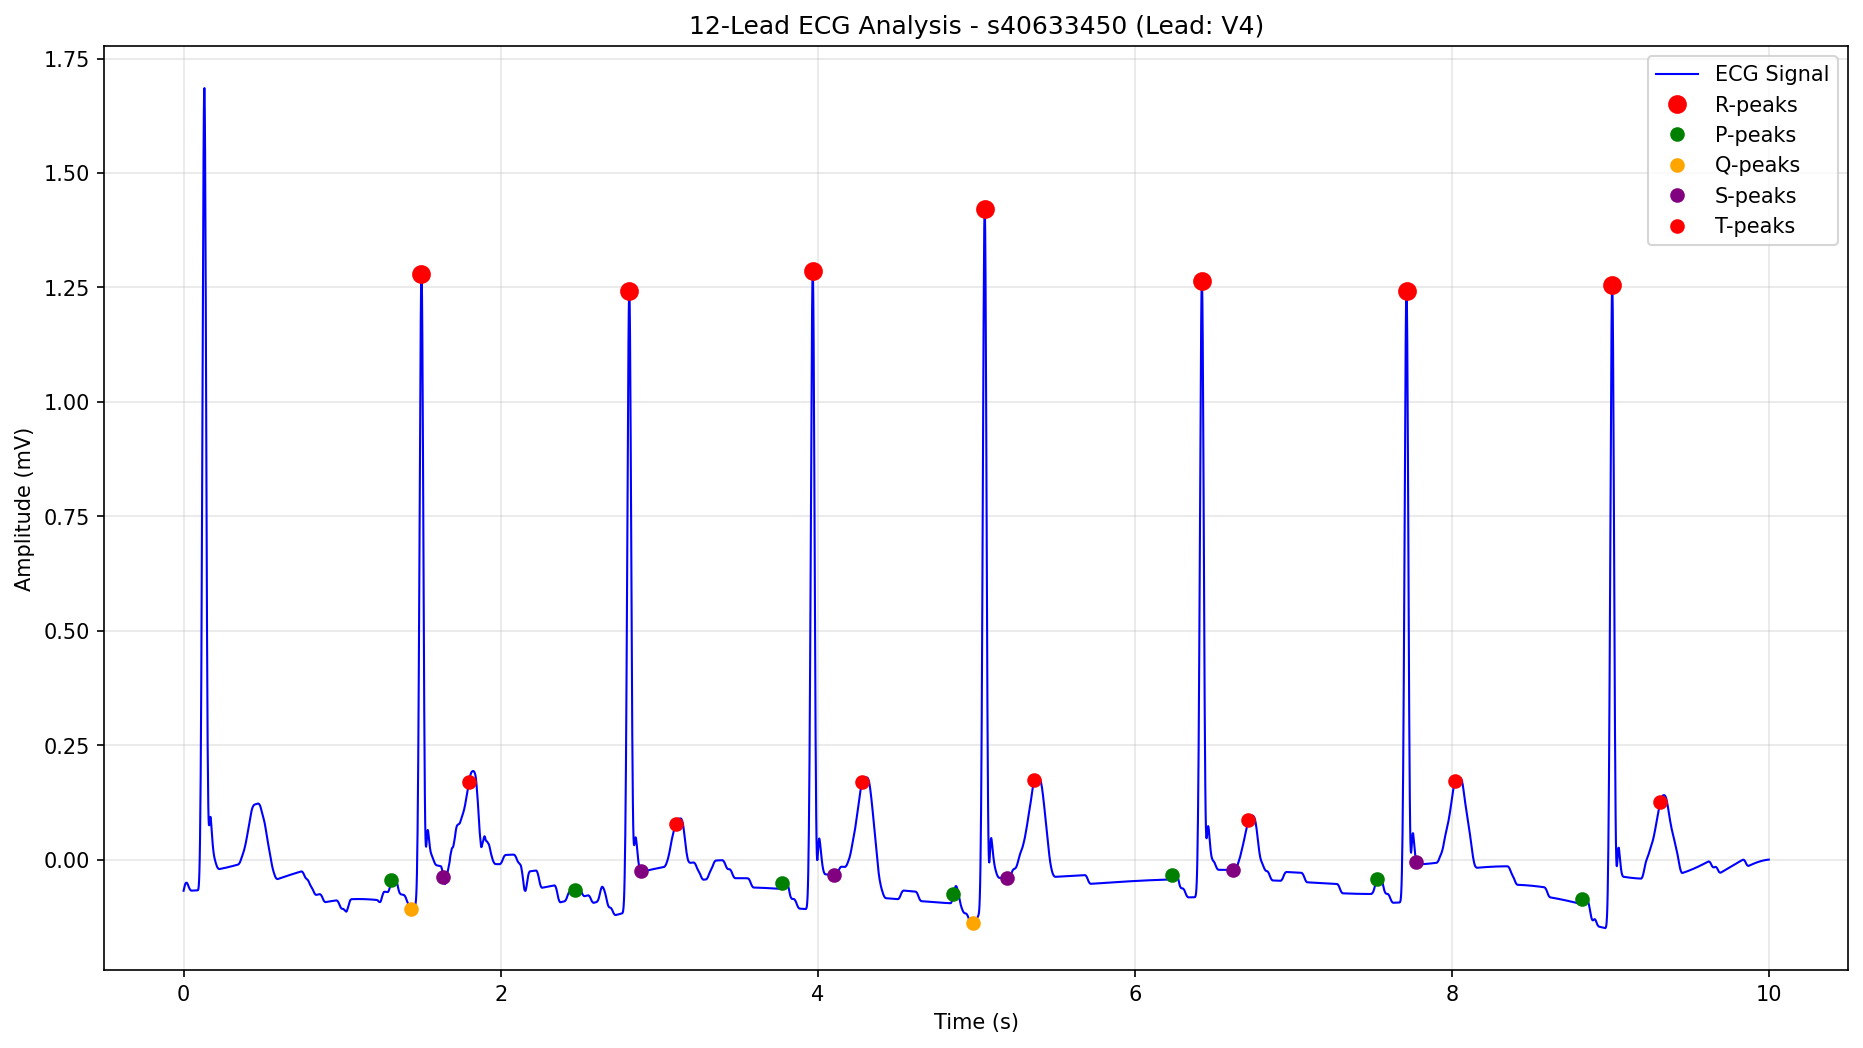 12-Lead ECG Analysis - s40633450 (Lead: V4)
ECG Signal
R-peaks
P-peaks
Q-peaks
S-peaks
T-peaks
1.75
1.50
1.25
1.00
0.75
0.50
0.25
0.00
Amplitude (mV)
0 2 4 6 8 10
Time (s)